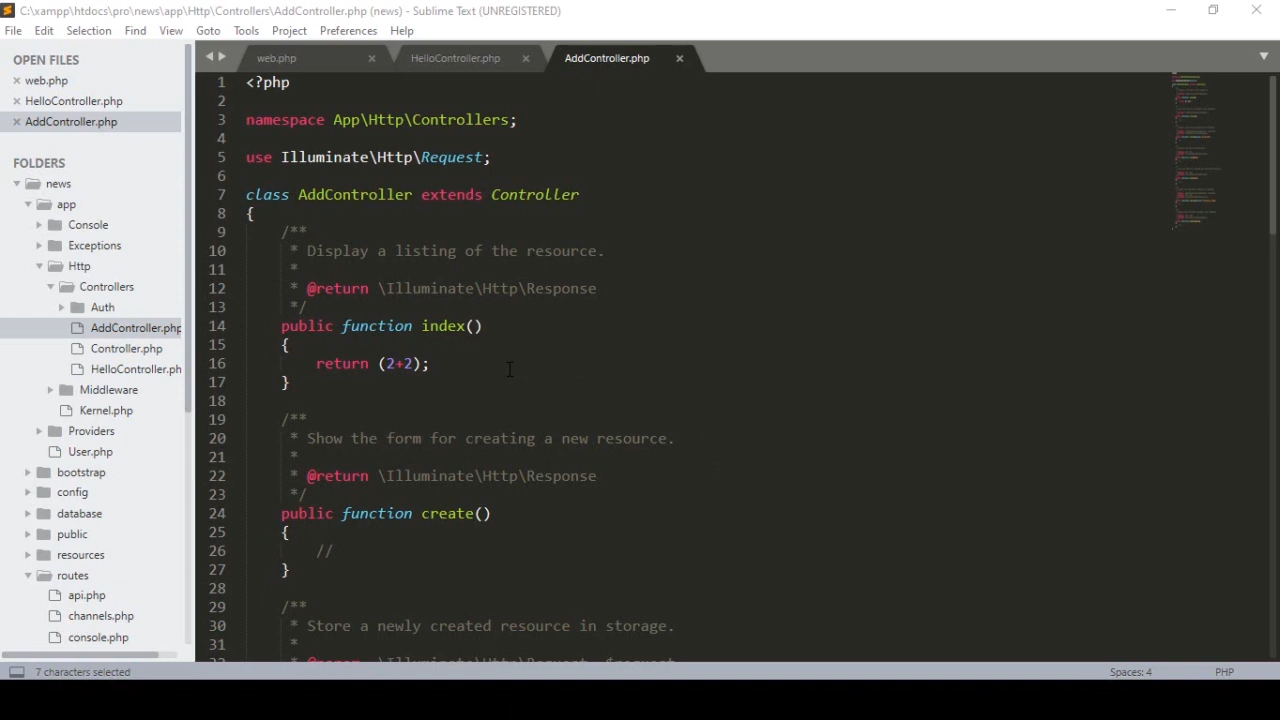 C:\xampp\htdocs\pro\news\app\Http\Controllers\AddController.php (news) - Sublime Text (UNREGISTERED)
File Edit Selection Find View Goto Tools Project Preferences Help
OPEN FILES
web.php
HelloController.php
AddController.php
FOLDERS
news
app
Console
Exceptions
Http
Controllers
Auth
AddController.php
Controller.php
HelloController.ph
Middleware
Kernel.php
Providers
User.php
bootstrap
config
database
public
resources
routes
api.php
channels.php
console.php
web.php HelloController.php AddController.php
1 <?php
2
3 namespace App\Http\Controllers;
4
5 use Illuminate\Http\Request;
6
7 class AddController extends Controller
8 {
9 /**
10 * Display a listing of the resource.
11 *
12 * @return \Illuminate\Http\Response
13 */
14 public function index()
15 {
16 return (2+2);
17 }
18
19 /**
20 * Show the form for creating a new resource.
21 *
22 * @return \Illuminate\Http\Response
23 */
24 public function create()
25 {
26 //
27 }
28
29 /**
30 * Store a newly created resource in storage.
31 *
32 * @param \Illuminate\Http\Request $request
7 characters selected Spaces: 4 PHP